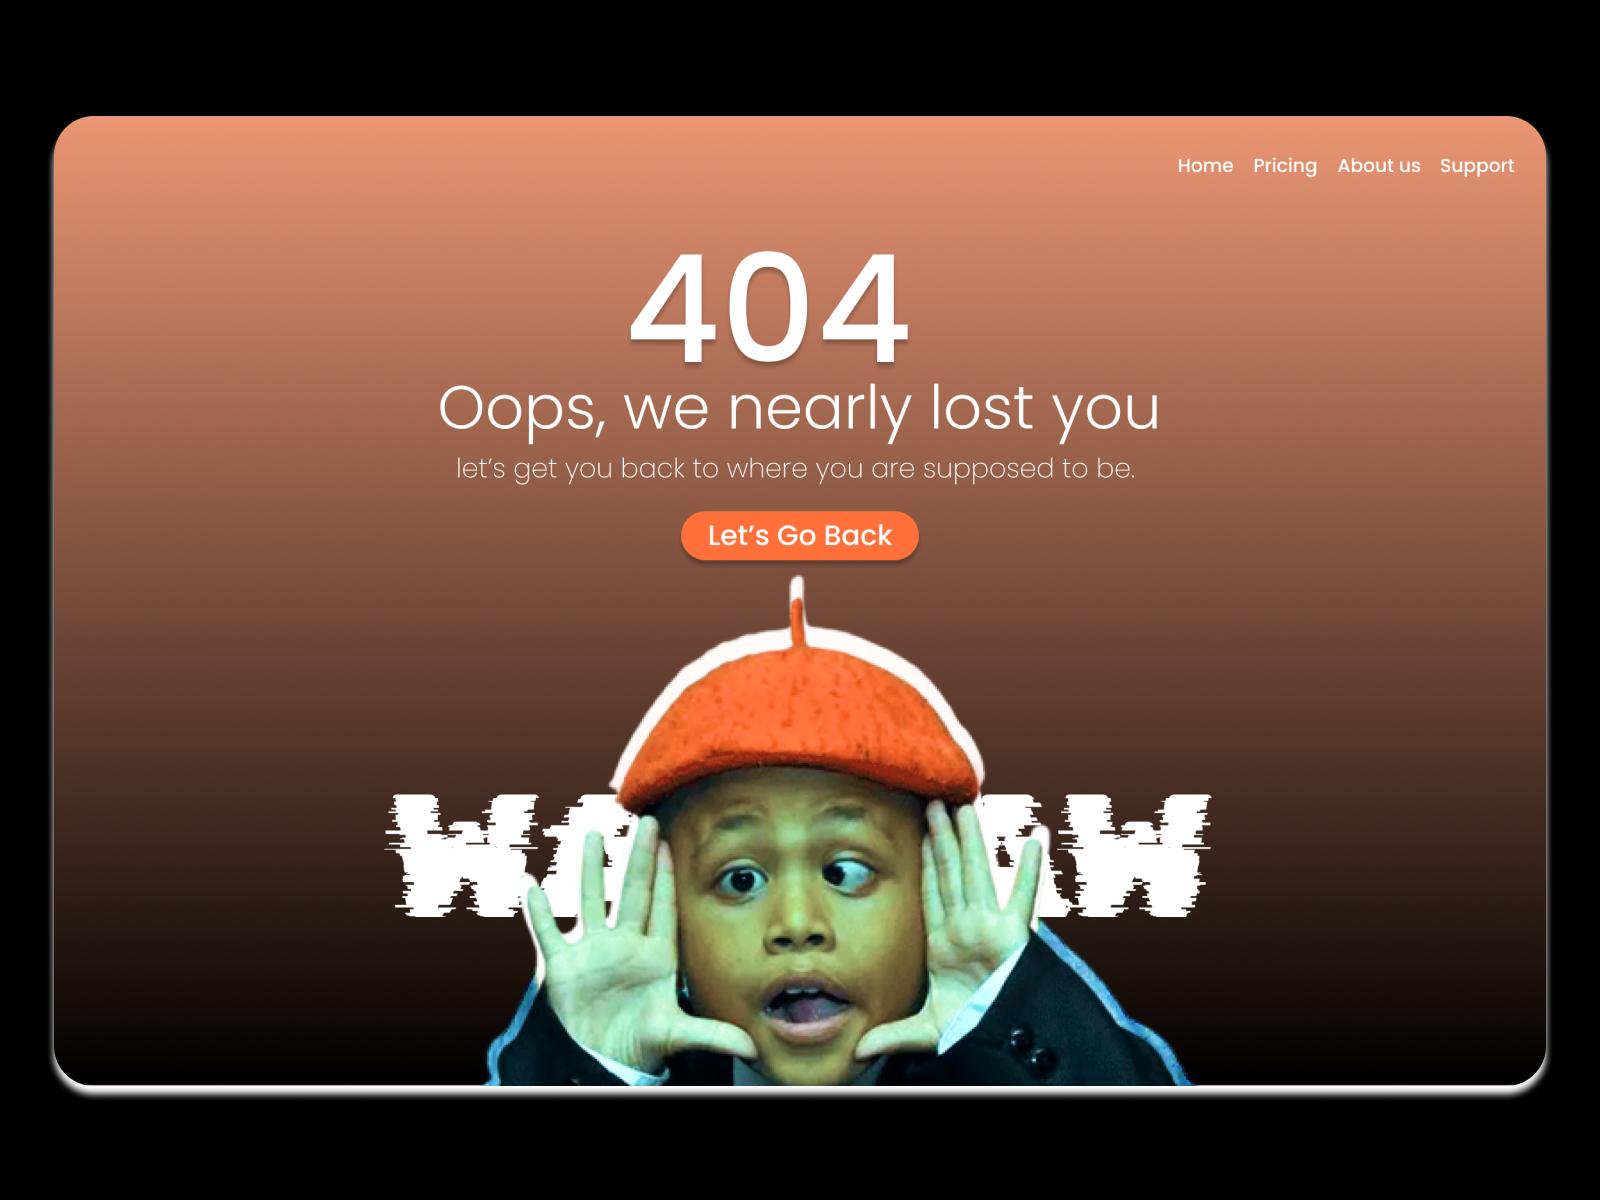 Home Pricing About us Support
404
Oops, we nearly lost you
let's get you back to where you are supposed to be.
Let's Go Back